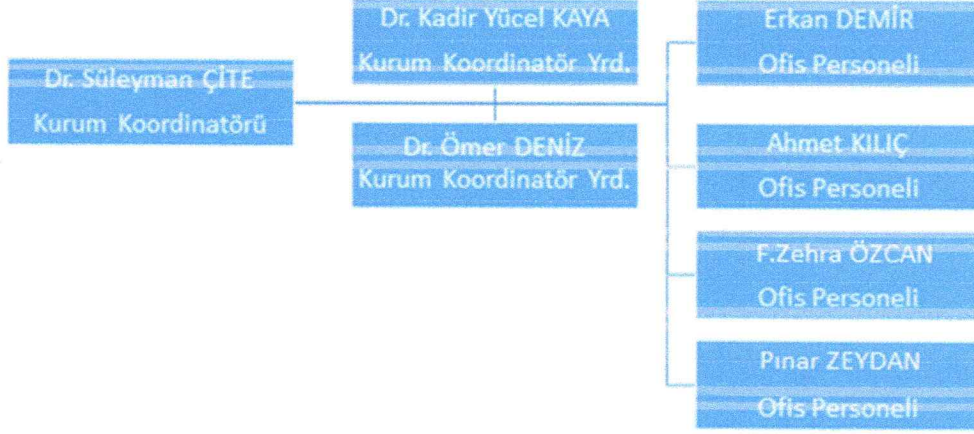 Dr. Süleyman ÇİTE
Kurum Koordinatörü
Dr. Kadir Yücel KAYA
Kurum Koordinatör Yrd.
Dr. Ömer DENİZ
Kurum Koordinatör Yrd.
Erkan DEMİR
Ofis Personeli
Ahmet KILIÇ
Ofis Personeli
F.Zehra ÖZCAN
Ofis Personeli
Pınar ZEYDAN
Ofis Personeli